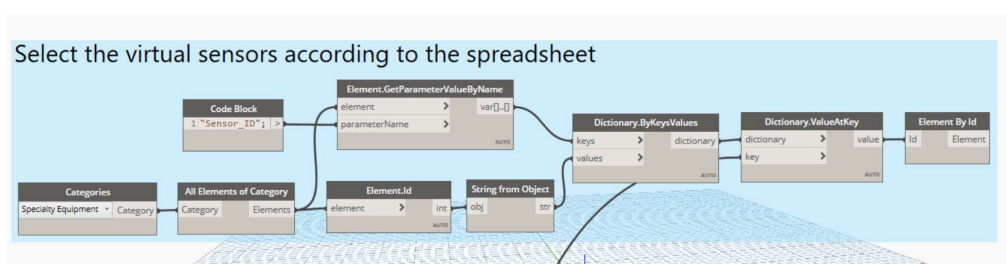 Select the virtual sensors according to the spreadsheet
Element.GetParameterValueByName
element > var[]..[]
parameterName >
AUTO
Code Block
1 "Sensor_ID"; >
Dictionary.ByKeysValues
keys > dictionary
values >
AUTO
Dictionary.ValueAtKey
dictionary > value
key >
AUTO
Element By Id
Id Element
Categories
Specialty Equipment Category
All Elements of Category
Category Elements
Element.Id
element > int
AUTO
String from Object
obj str